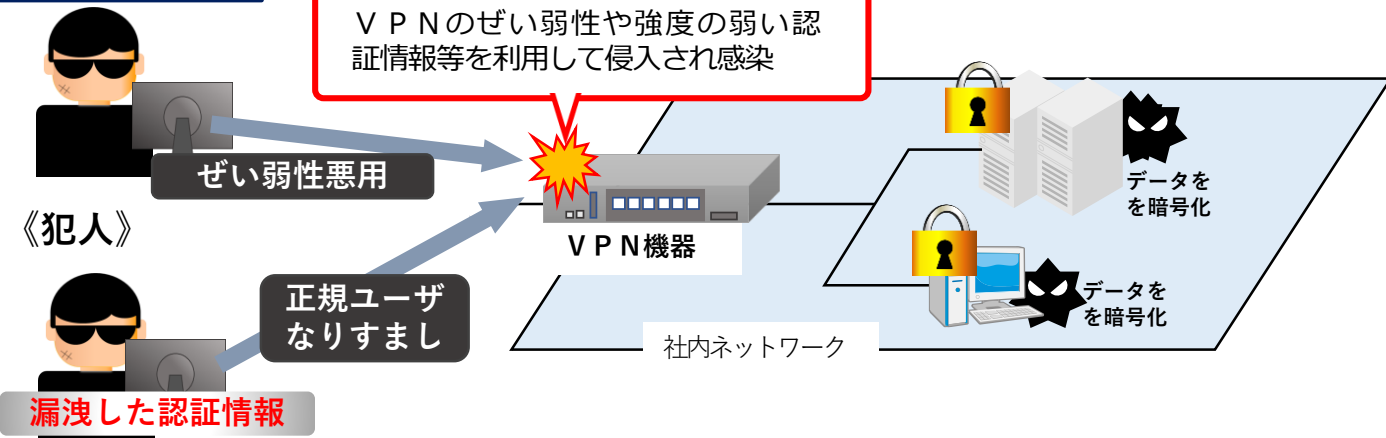 ＶＰＮのぜい弱性や強度の弱い認
証情報等を利用して侵入され感染
ぜい弱性悪用
《犯人》
ＶＰＮ機器
正規ユーザ
なりすまし
漏洩した認証情報
データを
を暗号化
データを
を暗号化
社内ネットワーク